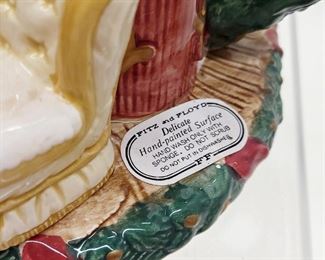 FITZ and FLOYD
Delicate
Hand-painted Surface
HAND WASH ONLY WITH
SPONGE. DO NOT SCRUB
DO NOT PUT IN DISHWASHER
FF